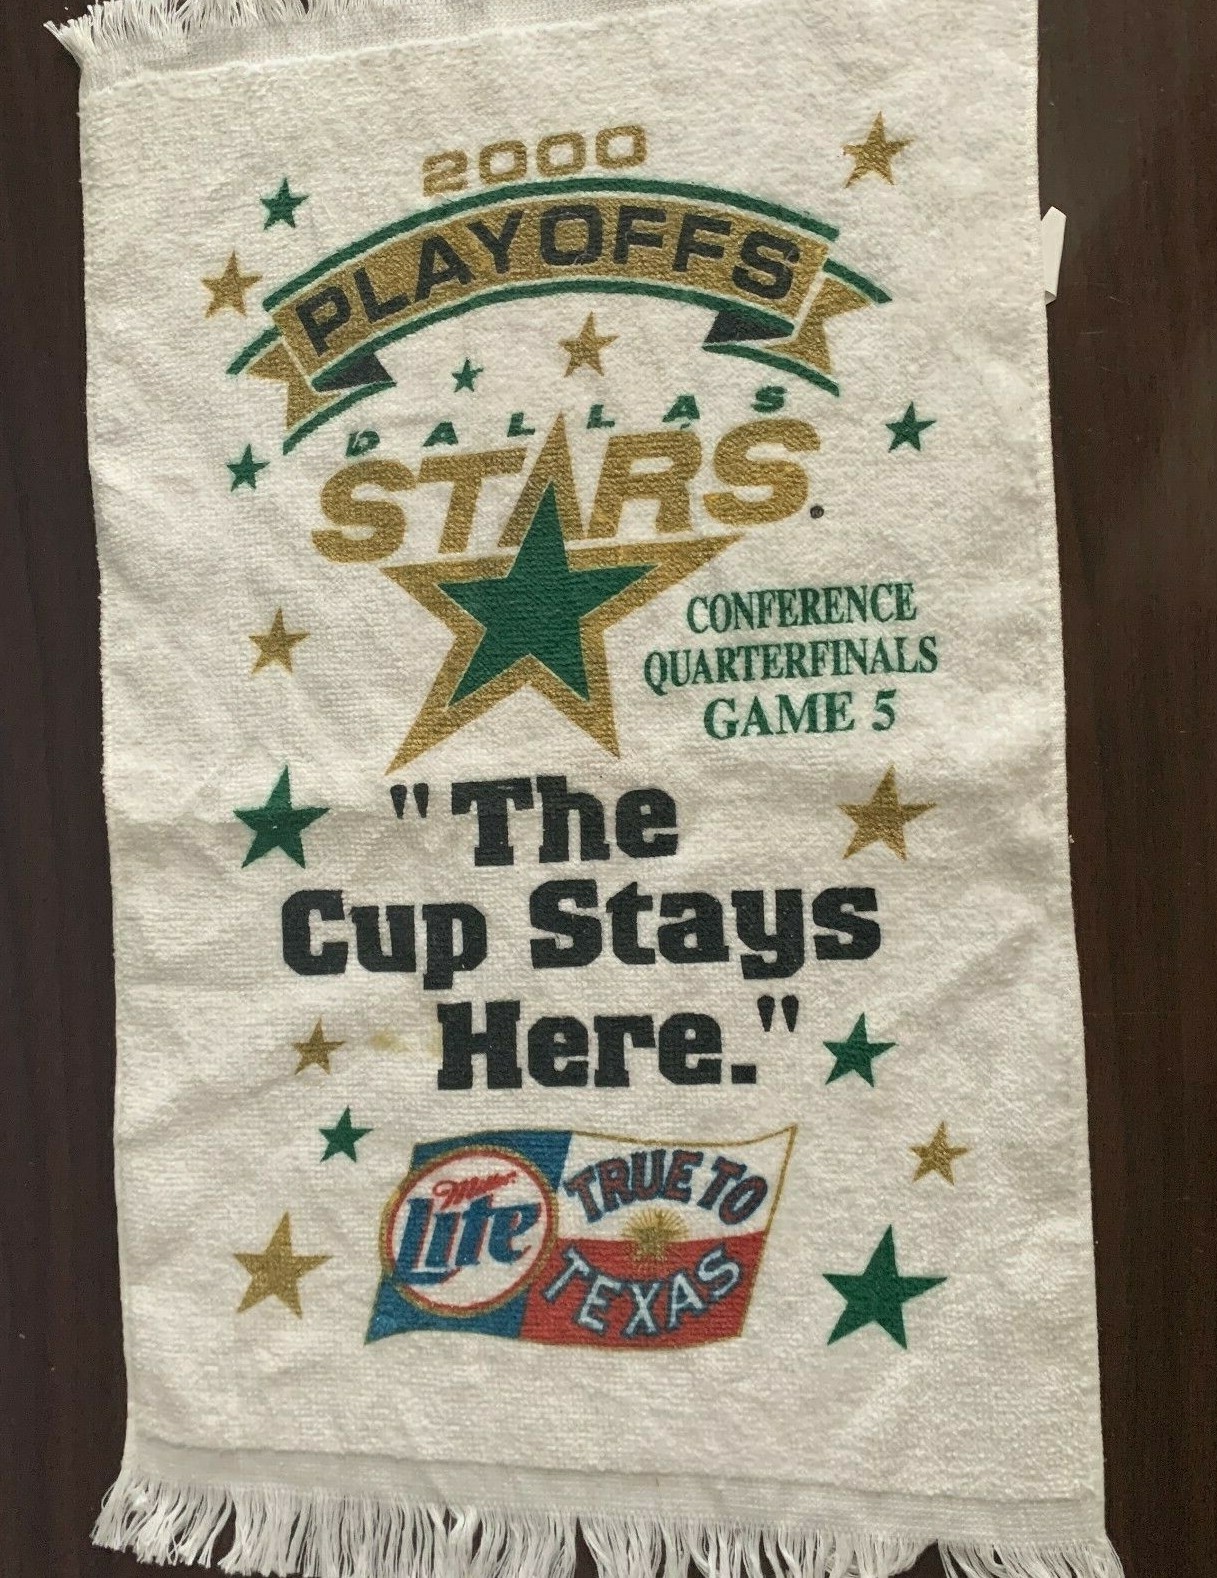 2000
PLAYOFFS
DALLAS
STARS
CONFERENCE
QUARTERFINALS
GAME 5
"The
Cup Stays
Here."
Miller
Lite
TRUE TO
TEXAS